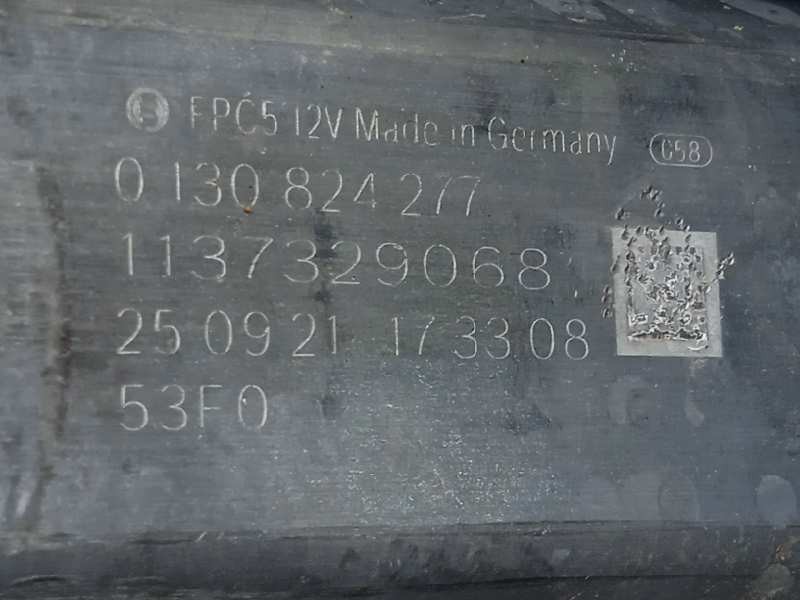 FPC5 12V Made in Germany C58
0 130 824 277
1137329068
25 09 21 17 33 08
53F0